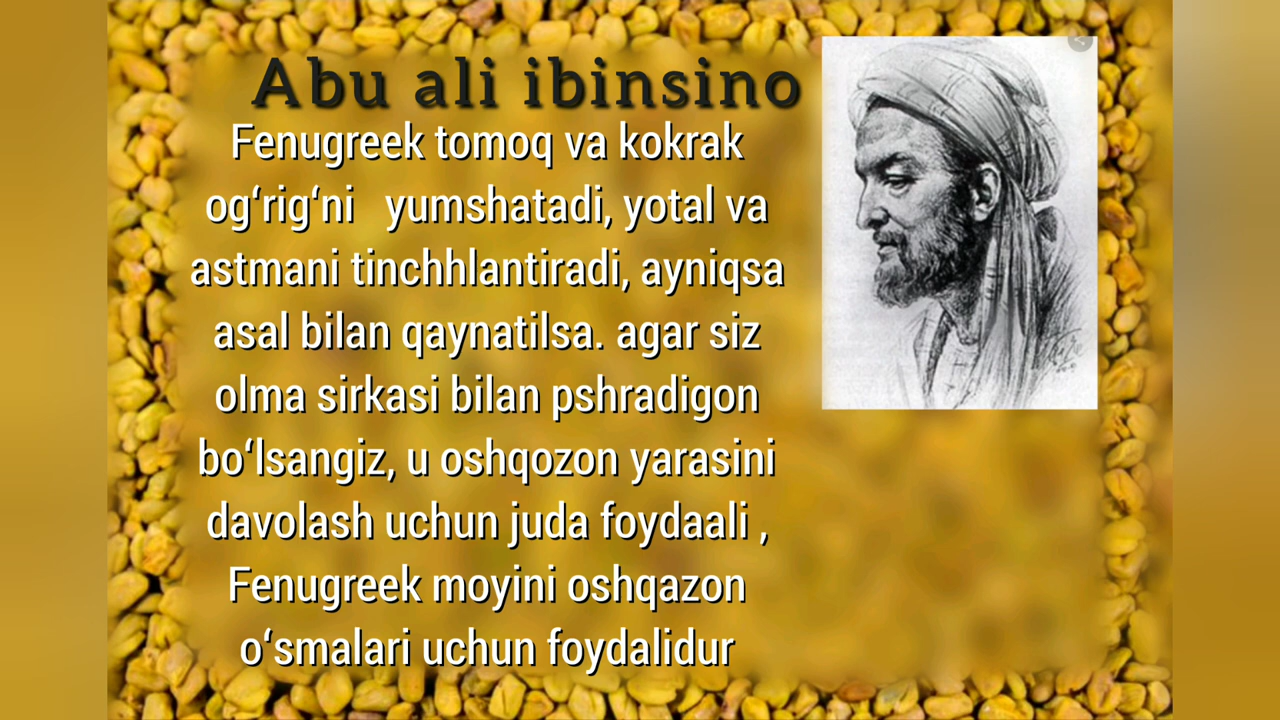 Abu ali ibinsino
Fenugreek tomoq va kokrak
og‘rig‘ni yumshatadi, yotal va
astmani tinchhlantiradi, ayniqsa
asal bilan qaynatilsa. agar siz
olma sirkasi bilan pshradigon
bo‘lsangiz, u oshqozon yarasini
davolash uchun juda foydaali ,
Fenugreek moyini oshqazon
o‘smalari uchun foydalidur